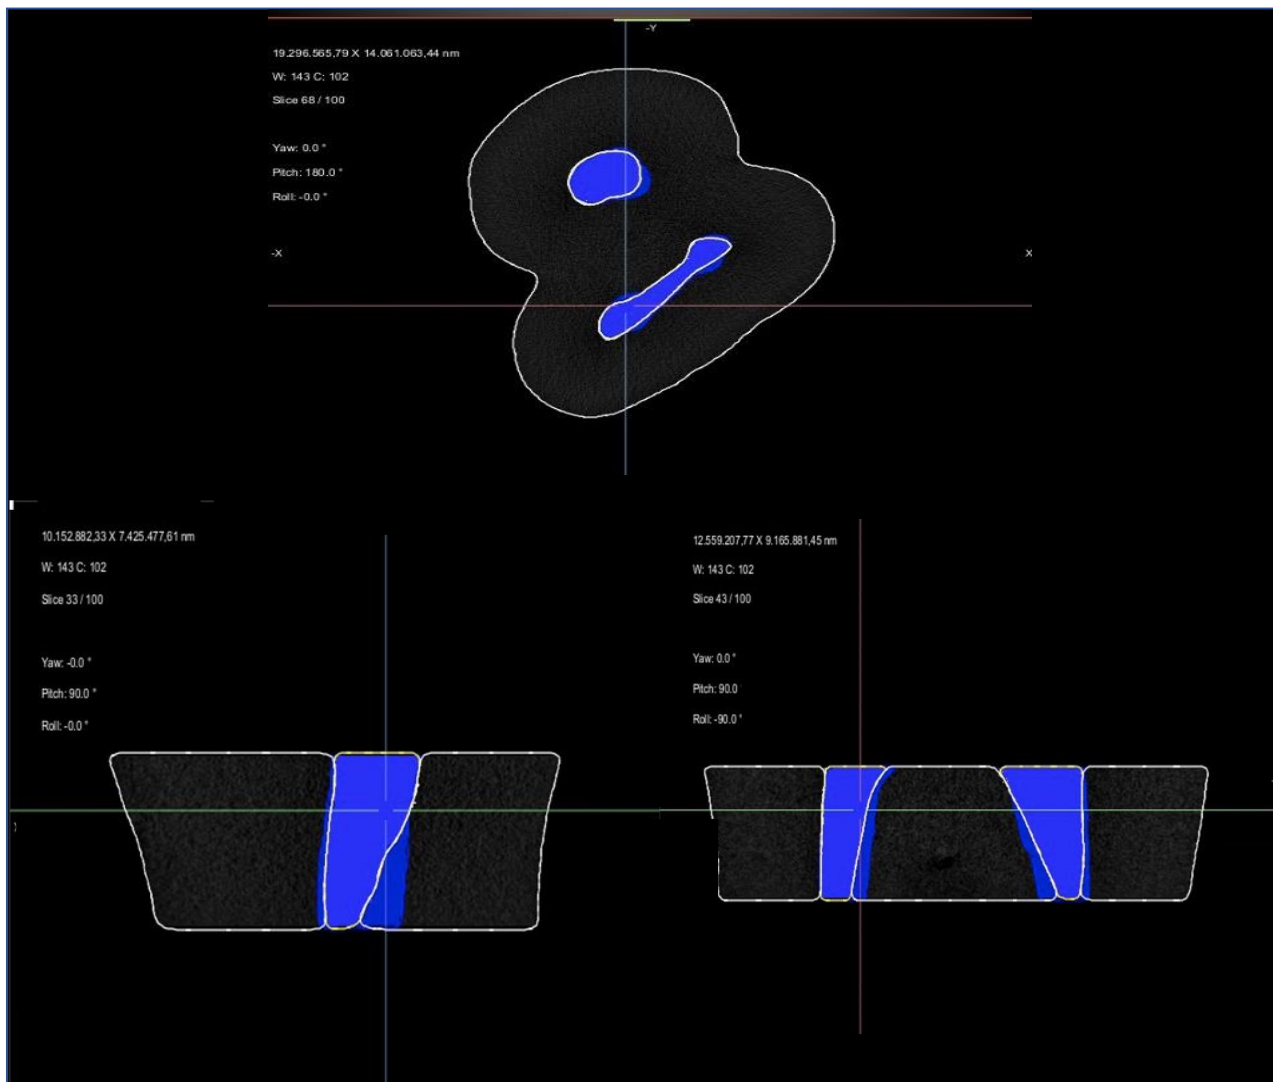 -Y
19.296.565,79 X 14.061.063,44 nm
W: 143 C: 102
Slice 68 / 100
Yaw: 0.0 °
Pitch: 180.0 °
Roll: -0.0 °
-X
X
10.152.882,33 X 7.425.477,61 nm
W: 143 C: 102
Slice 33 / 100
Yaw: -0.0 °
Pitch: 90.0 °
Roll: -0.0 °
12.559.207,77 X 9.165.881,45 nm
W: 143 C: 102
Slice 43 / 100
Yaw: 0.0 °
Pitch: 90.0
Roll: -90.0 °